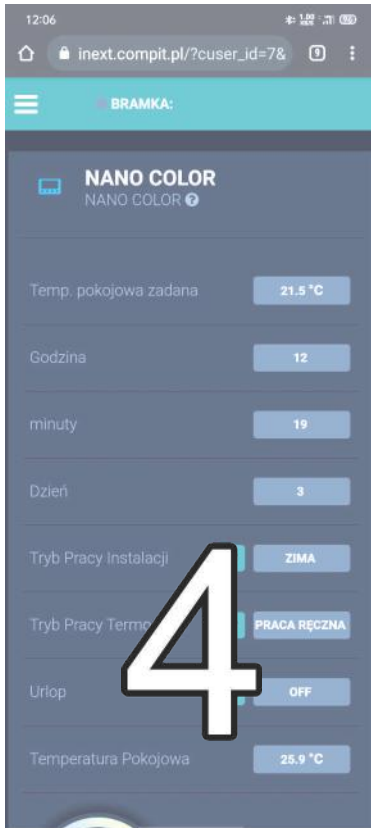 12:06
1,00
inext.compit.pl/?cuser_id=7&
9
BRAMKA:
NANO COLOR
NANO COLOR
Temp. pokojowa zadana 21.5 °C
Godzina 12
minuty 19
Dzień 3
Tryb Pracy Instalacji ZIMA
Tryb Pracy Termo PRACA RĘCZNA
Urlop OFF
Temperatura Pokojowa 25.9 °C
4